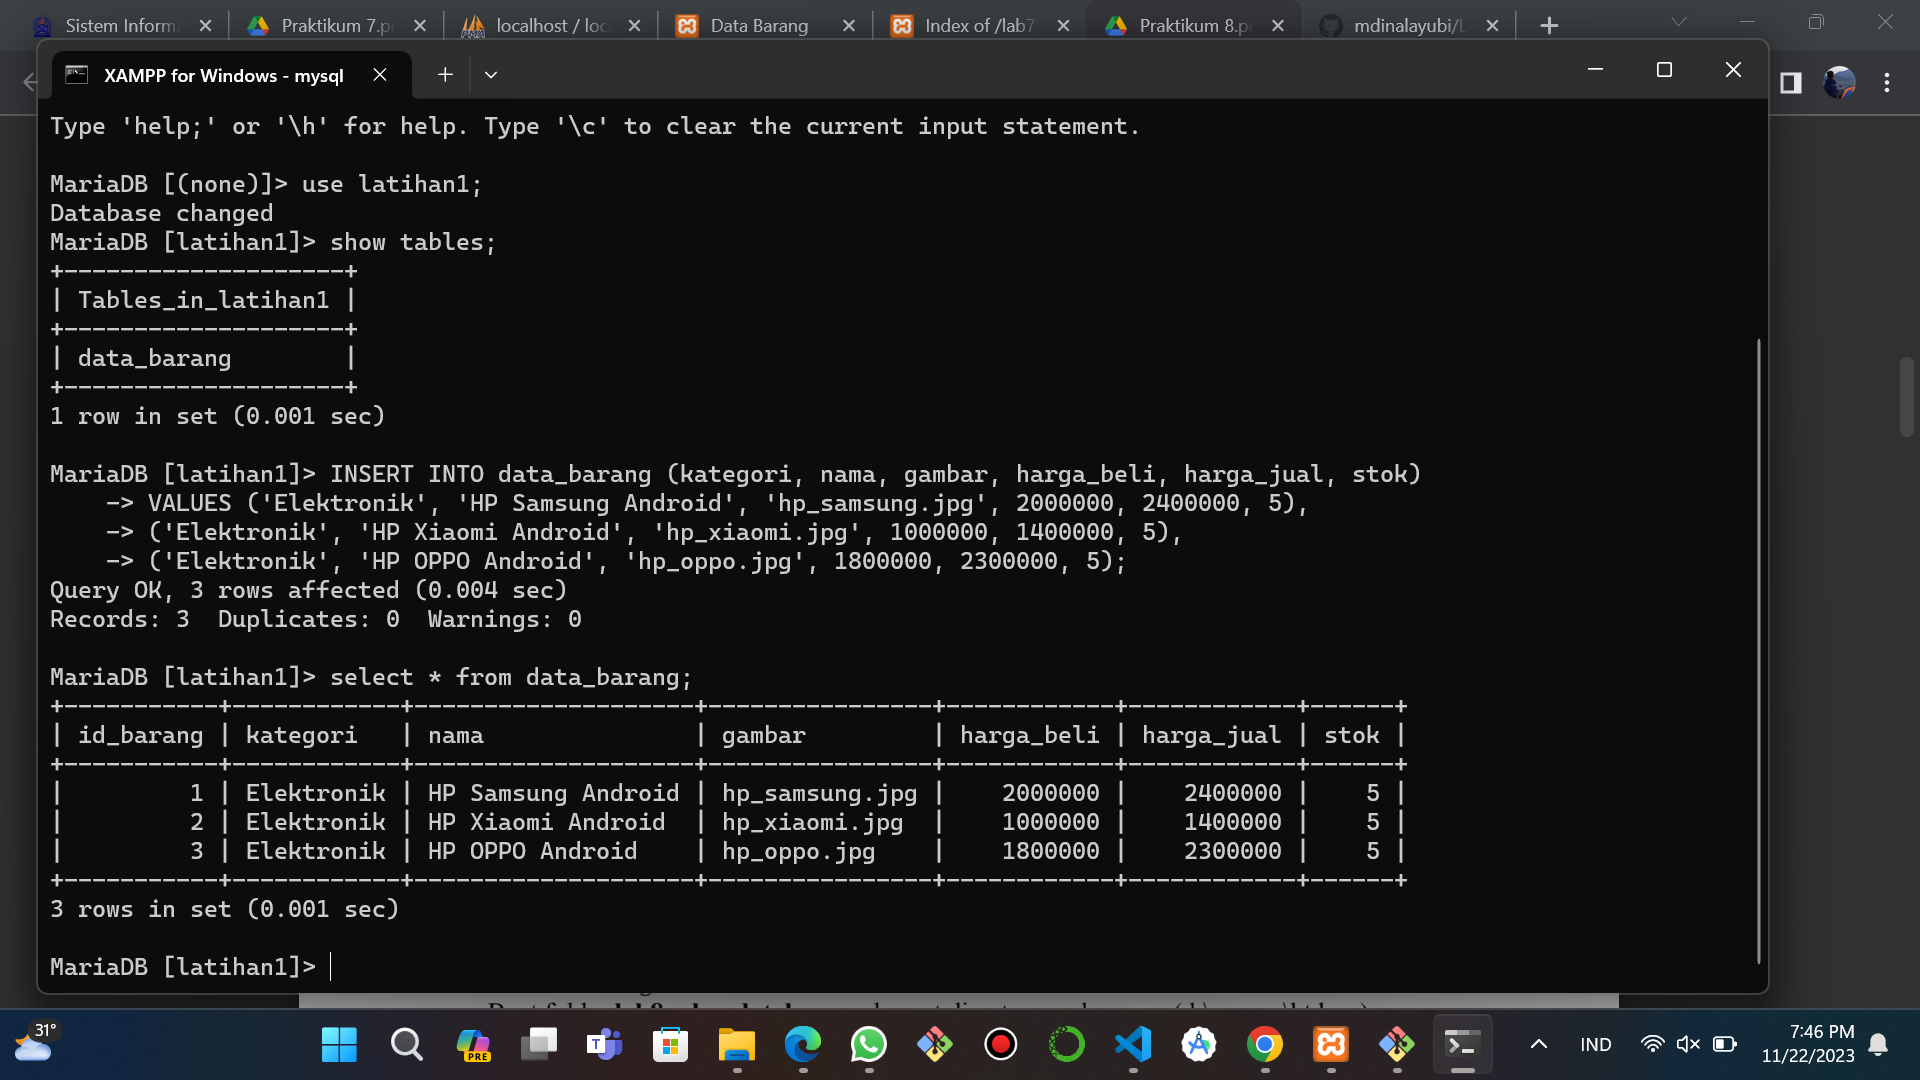 Sistem Informa
Praktikum 7.p
localhost / loc
Data Barang
Index of /lab7
Praktikum 8.p
mdinalayubi/L
XAMPP for Windows - mysql
Type 'help;' or '\h' for help. Type '\c' to clear the current input statement.
MariaDB [(none)]> use latihan1;
Database changed
MariaDB [latihan1]> show tables;
+--------------------+
| Tables_in_latihan1 |
+--------------------+
| data_barang        |
+--------------------+
1 row in set (0.001 sec)
MariaDB [latihan1]> INSERT INTO data_barang (kategori, nama, gambar, harga_beli, harga_jual, stok)
    -> VALUES ('Elektronik', 'HP Samsung Android', 'hp_samsung.jpg', 2000000, 2400000, 5),
    -> ('Elektronik', 'HP Xiaomi Android', 'hp_xiaomi.jpg', 1000000, 1400000, 5),
    -> ('Elektronik', 'HP OPPO Android', 'hp_oppo.jpg', 1800000, 2300000, 5);
Query OK, 3 rows affected (0.004 sec)
Records: 3  Duplicates: 0  Warnings: 0
MariaDB [latihan1]> select * from data_barang;
+-----------+------------+--------------------+----------------+------------+------------+------+
| id_barang | kategori   | nama               | gambar         | harga_beli | harga_jual | stok |
+-----------+------------+--------------------+----------------+------------+------------+------+
|         1 | Elektronik | HP Samsung Android | hp_samsung.jpg |    2000000 |    2400000 |    5 |
|         2 | Elektronik | HP Xiaomi Android  | hp_xiaomi.jpg  |    1000000 |    1400000 |    5 |
|         3 | Elektronik | HP OPPO Android    | hp_oppo.jpg    |    1800000 |    2300000 |    5 |
+-----------+------------+--------------------+----------------+------------+------------+------+
3 rows in set (0.001 sec)
MariaDB [latihan1]>
31°
PRE
IND
7:46 PM
11/22/2023